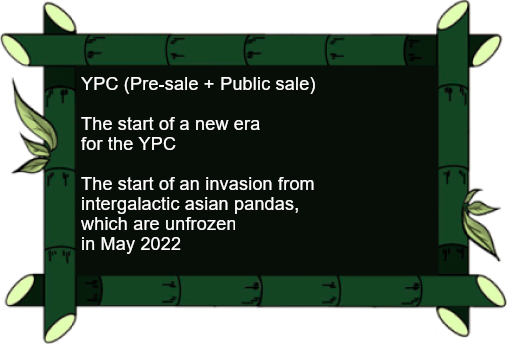 YPC (Pre-sale + Public sale)
The start of a new era
for the YPC
The start of an invasion from
intergalactic asian pandas,
which are unfrozen
in May 2022